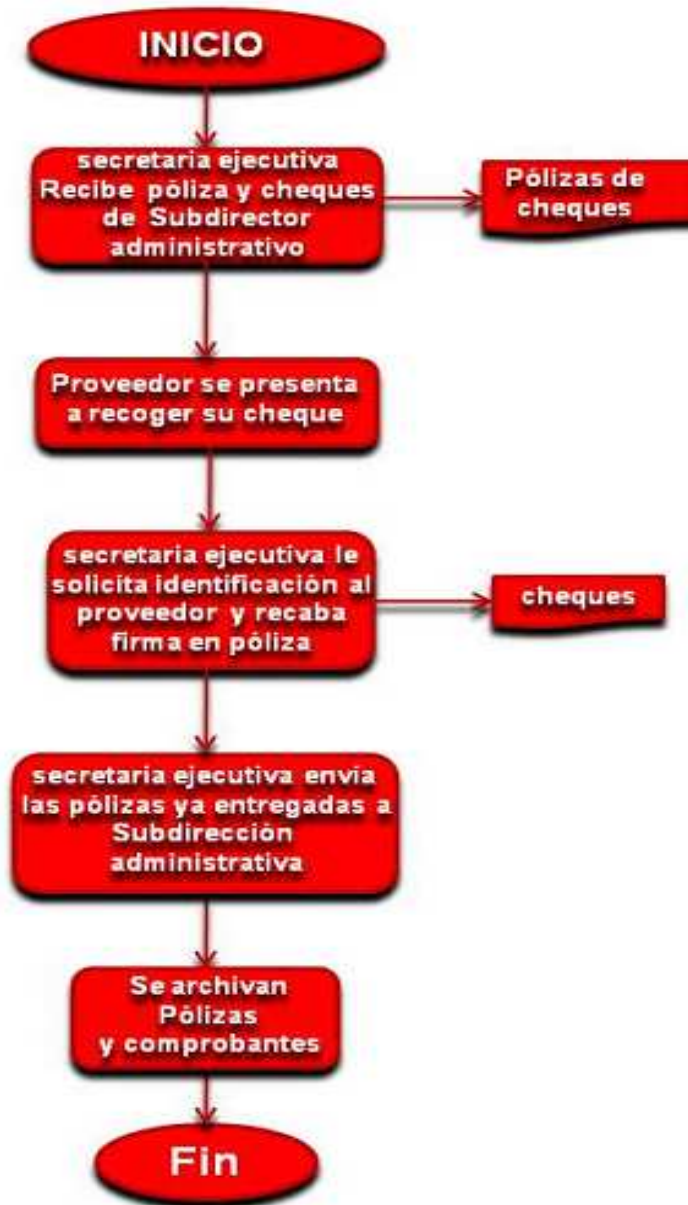 INICIO
secretaria ejecutiva
Recibe póliza y cheques
de Subdirector
administrativo
Pólizas de
cheques
Proveedor se presenta
a recoger su cheque
secretaria ejecutiva le
solicita identificación al
proveedor y recaba
firma en póliza
cheques
secretaria ejecutiva envía
las pólizas ya entregadas a
Subdirección
administrativa
Se archivan
Pólizas
y comprobantes
Fin